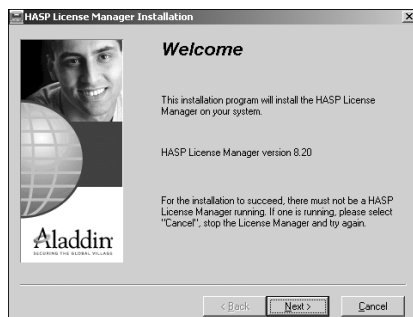 HASP License Manager Installation
Welcome
This installation program will install the HASP License
Manager on your system.
HASP License Manager version 8.20
For the installation to succeed, there must not be a HASP
License Manager running. If one is running, please select
"Cancel", stop the License Manager and try again.
Aladdin
SECURING THE GLOBAL VILLAGE
< Back
Next >
Cancel